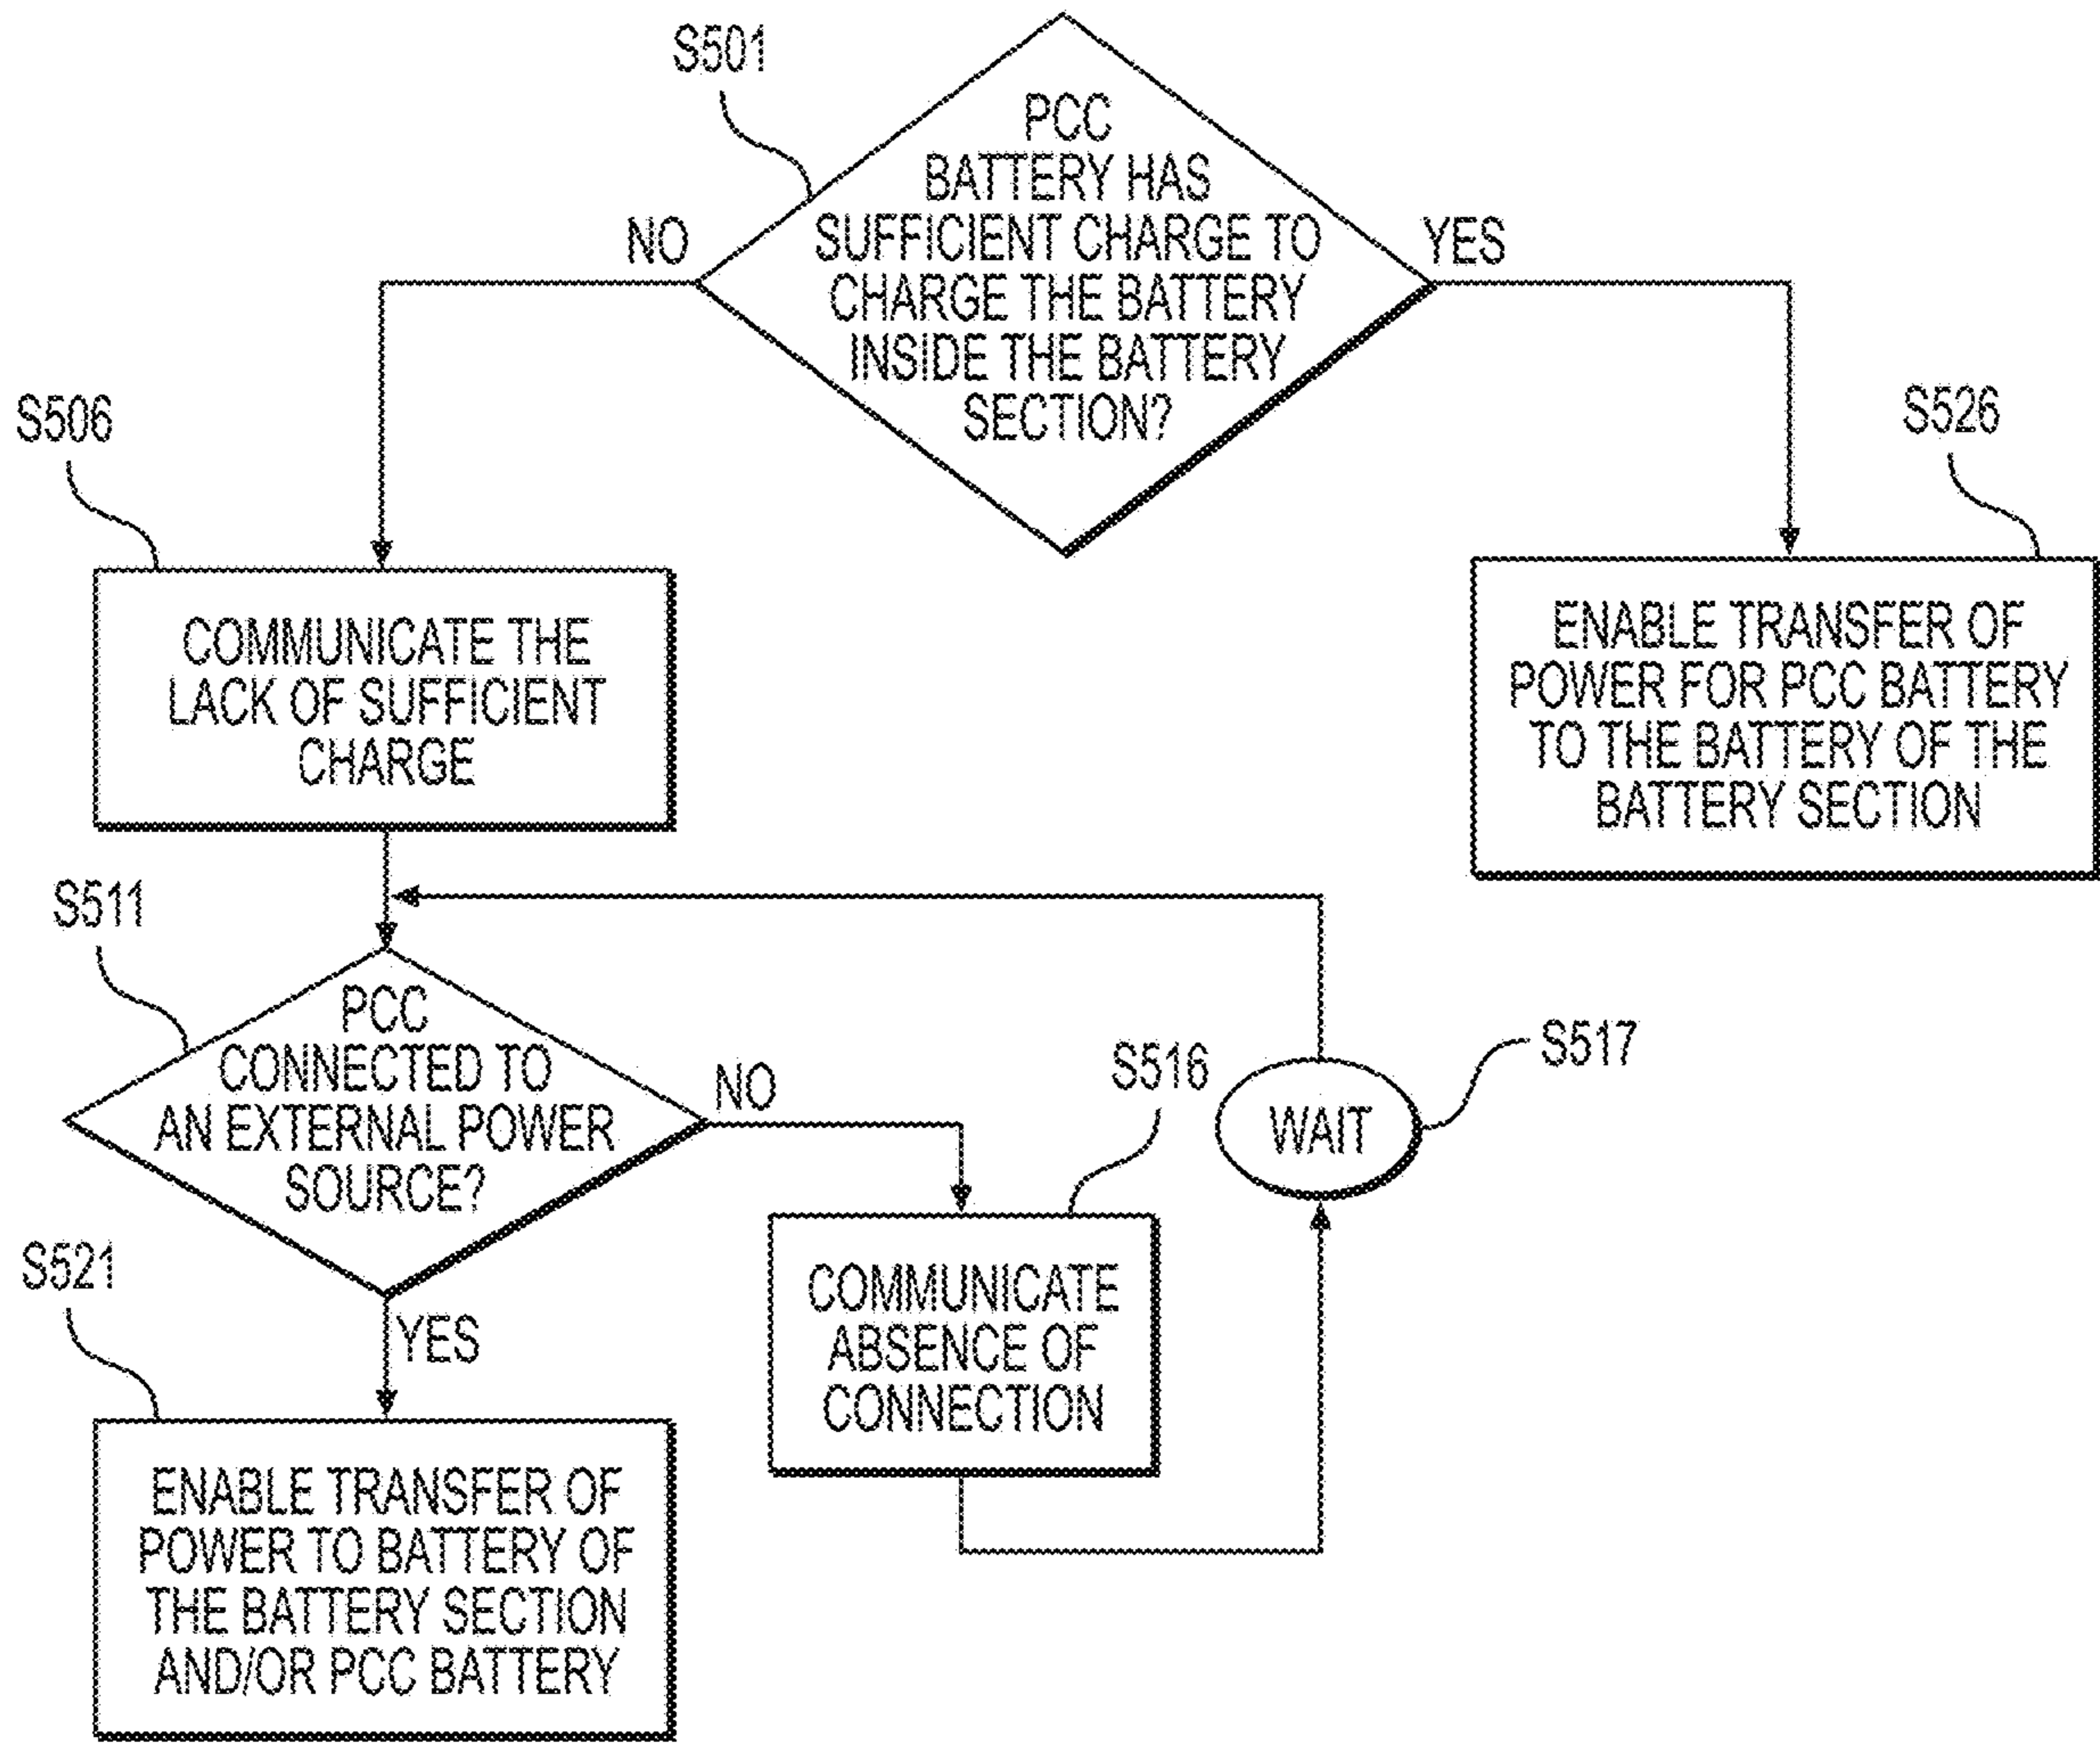 S501
PCC
BATTERY HAS
SUFFICIENT CHARGE TO
CHARGE THE BATTERY
INSIDE THE BATTERY
SECTION?
NO
YES
S506
COMMUNICATE THE
LACK OF SUFFICIENT
CHARGE
S526
ENABLE TRANSFER OF
POWER FOR PCC BATTERY
TO THE BATTERY OF THE
BATTERY SECTION
S511
PCC
CONNECTED TO
AN EXTERNAL POWER
SOURCE?
NO
YES
S516
COMMUNICATE
ABSENCE OF
CONNECTION
WAIT
S517
S521
ENABLE TRANSFER OF
POWER TO BATTERY OF
THE BATTERY SECTION
AND/OR PCC BATTERY